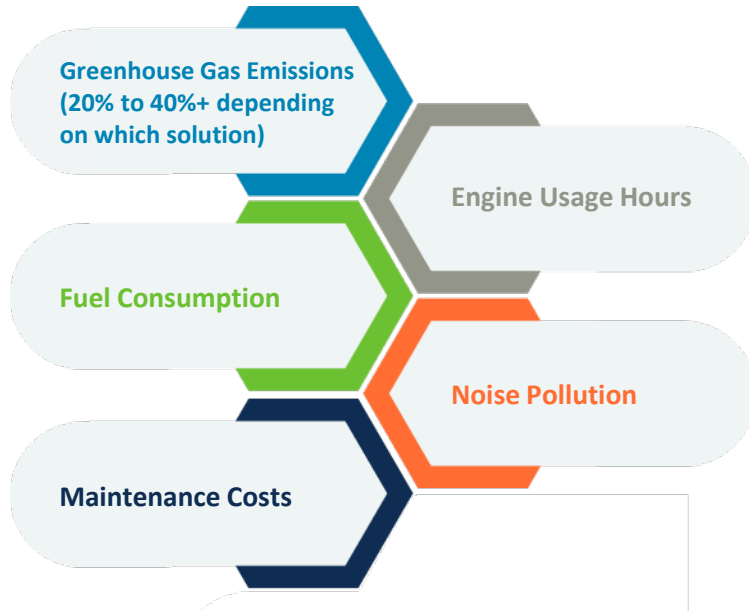 Greenhouse Gas Emissions
(20% to 40%+ depending
on which solution)
Engine Usage Hours
Fuel Consumption
Noise Pollution
Maintenance Costs